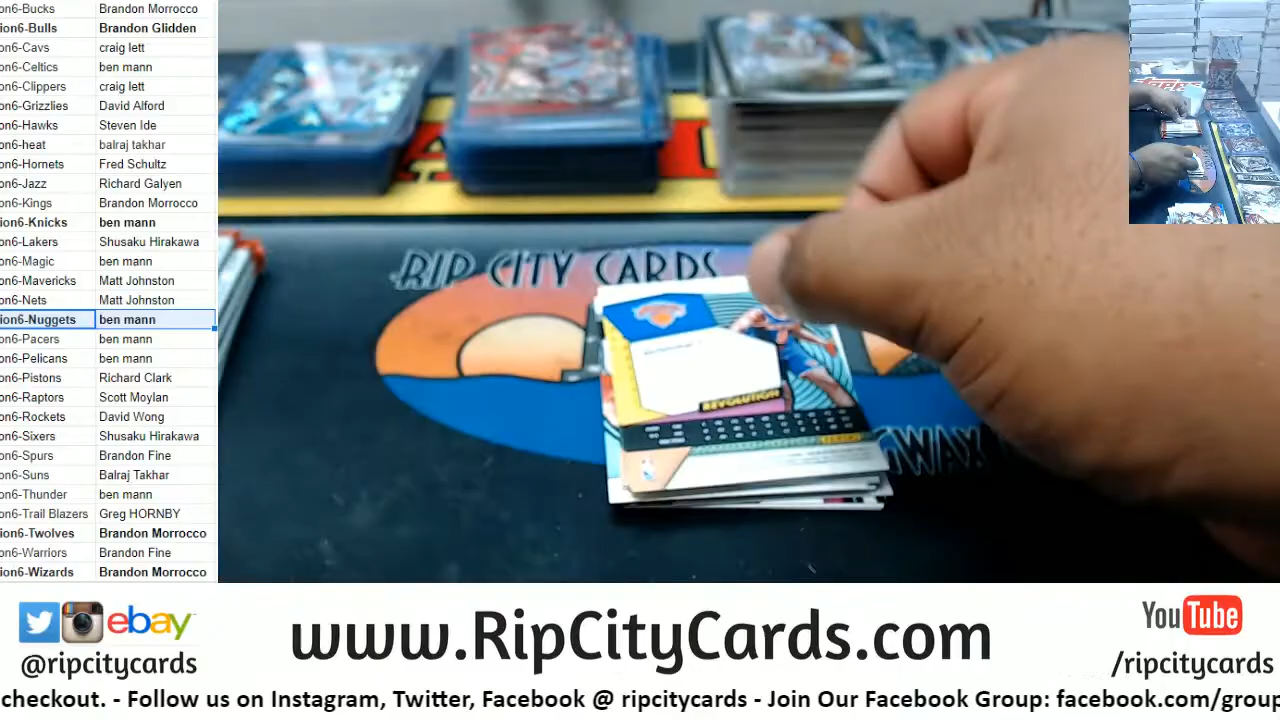 on6-Bucks Brandon Morrocco
ion6-Bulls Brandon Glidden
on6-Cavs craig lett
on6-Celtics ben mann
on6-Clippers craig lett
on6-Grizzlies David Alford
on6-Hawks Steven Ide
on6-heat balraj takhar
on6-Hornets Fred Schultz
on6-Jazz Richard Galyen
on6-Kings Brandon Morrocco
ion6-Knicks ben mann
on6-Lakers Shusaku Hirakawa
on6-Magic ben mann
on6-Mavericks Matt Johnston
on6-Nets Matt Johnston
ion6-Nuggets ben mann
on6-Pacers ben mann
on6-Pelicans ben mann
on6-Pistons Richard Clark
on6-Raptors Scott Moylan
on6-Rockets David Wong
on6-Sixers Shusaku Hirakawa
on6-Spurs Brandon Fine
on6-Suns Balraj Takhar
on6-Thunder ben mann
on6-Trail Blazers Greg HORNBY
ion6-Twolves Brandon Morrocco
on6-Warriors Brandon Fine
ion6-Wizards Brandon Morrocco
RIP CITY CARDS
REVOLUTION
WAX
ebay
@ripcitycards
www.RipCityCards.com
YouTube
/ripcitycards
checkout. - Follow us on Instagram, Twitter, Facebook @ ripcitycards - Join Our Facebook Group: facebook.com/group